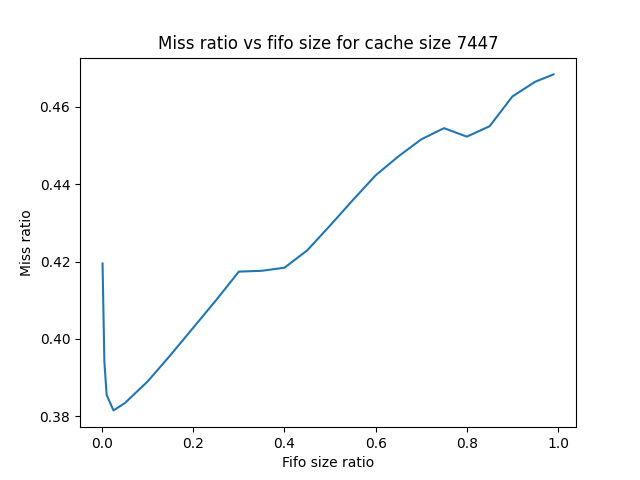 Miss ratio vs fifo size for cache size 7447
0.46
0.44
0.42
0.40
0.38
Miss ratio
0.0 0.2 0.4 0.6 0.8 1.0
Fifo size ratio